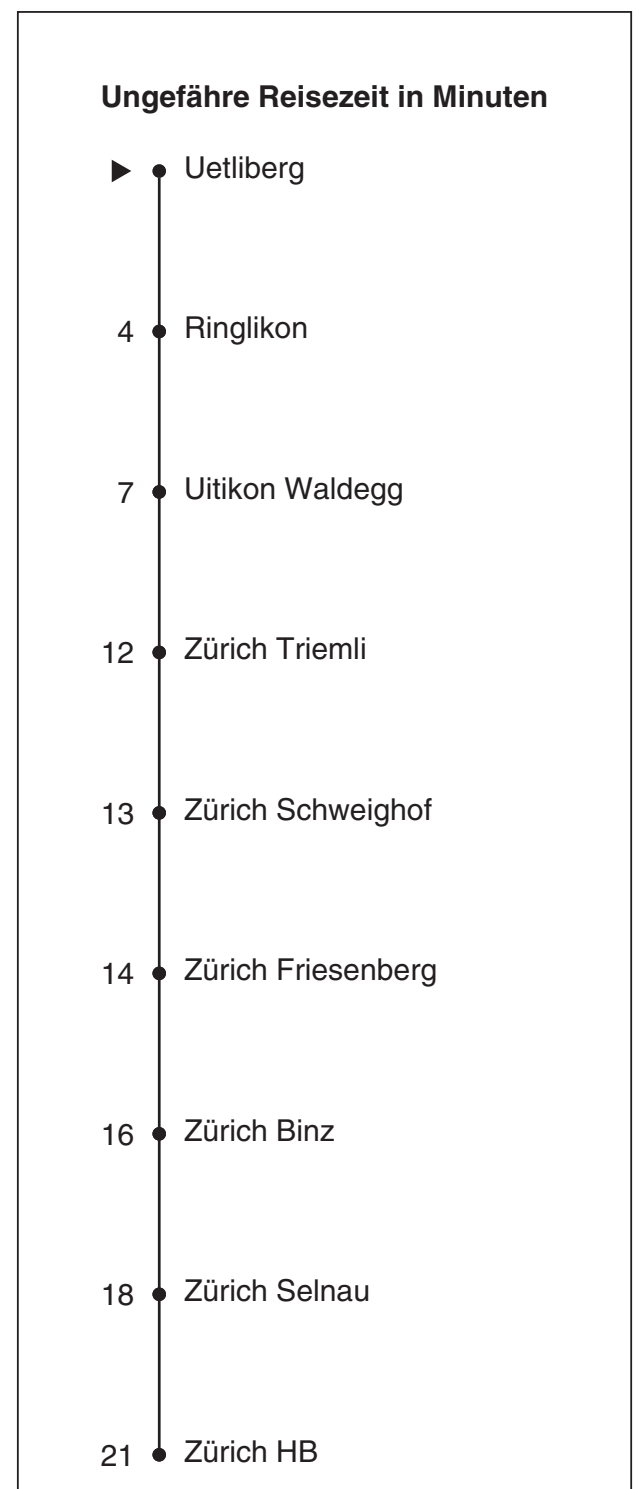 Ungefähre Reisezeit in Minuten
Uetliberg
4 Ringlikon
7 Uitikon Waldegg
12 Zürich Triemli
13 Zürich Schweighof
14 Zürich Friesenberg
16 Zürich Binz
18 Zürich Selnau
21 Zürich HB